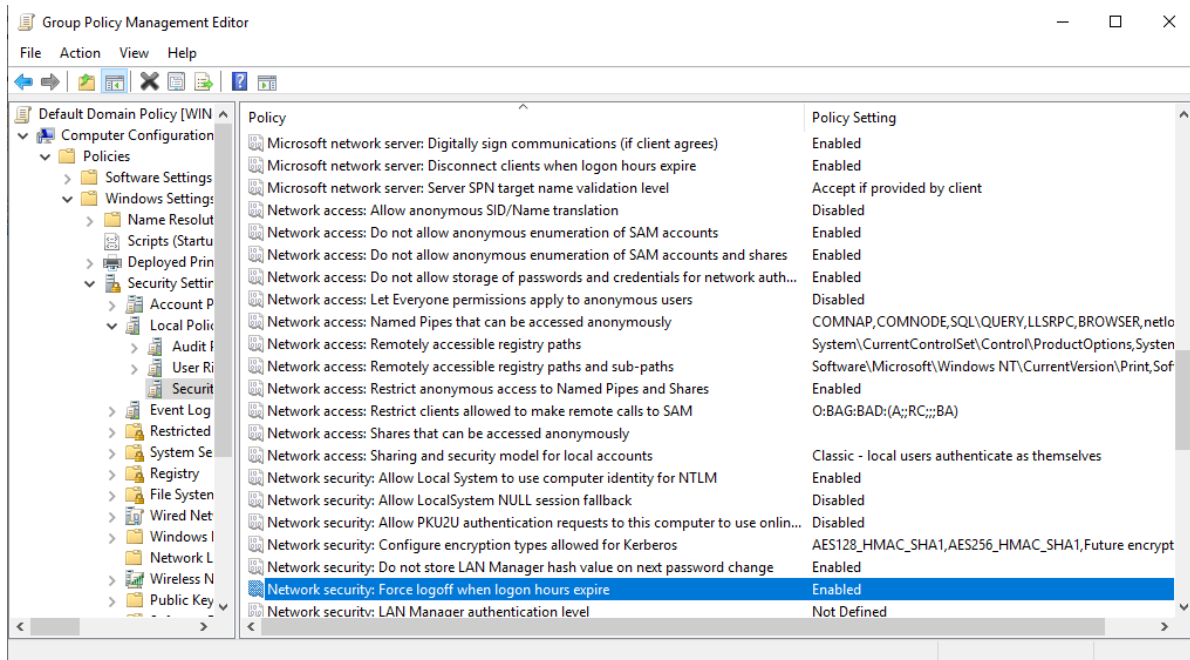 Group Policy Management Editor
File Action View Help
Default Domain Policy [WIN
Computer Configuration
Policies
Software Settings
Windows Settings
Name Resolut
Scripts (Startu
Deployed Prin
Security Settin
Account P
Local Polic
Audit
User Ri
Securit
Event Log
Restricted
System Se
Registry
File System
Wired Net
Windows
Network L
Wireless N
Public Key
Policy Policy Setting
Microsoft network server: Digitally sign communications (if client agrees) Enabled
Microsoft network server: Disconnect clients when logon hours expire Enabled
Microsoft network server: Server SPN target name validation level Accept if provided by client
Network access: Allow anonymous SID/Name translation Disabled
Network access: Do not allow anonymous enumeration of SAM accounts Enabled
Network access: Do not allow anonymous enumeration of SAM accounts and shares Enabled
Network access: Do not allow storage of passwords and credentials for network auth... Enabled
Network access: Let Everyone permissions apply to anonymous users Disabled
Network access: Named Pipes that can be accessed anonymously COMNAP,COMNODE,SQL\QUERY,LLSRPC,BROWSER,netlo
Network access: Remotely accessible registry paths System\CurrentControlSet\Control\ProductOptions,System
Network access: Remotely accessible registry paths and sub-paths Software\Microsoft\Windows NT\CurrentVersion\Print,Sof
Network access: Restrict anonymous access to Named Pipes and Shares Enabled
Network access: Restrict clients allowed to make remote calls to SAM O:BAG:BAD:(A;;RC;;;BA)
Network access: Shares that can be accessed anonymously
Network access: Sharing and security model for local accounts Classic - local users authenticate as themselves
Network security: Allow Local System to use computer identity for NTLM Enabled
Network security: Allow LocalSystem NULL session fallback Disabled
Network security: Allow PKU2U authentication requests to this computer to use onlin... Disabled
Network security: Configure encryption types allowed for Kerberos AES128_HMAC_SHA1,AES256_HMAC_SHA1,Future encrypt
Network security: Do not store LAN Manager hash value on next password change Enabled
Network security: Force logoff when logon hours expire Enabled
Network security: LAN Manager authentication level Not Defined